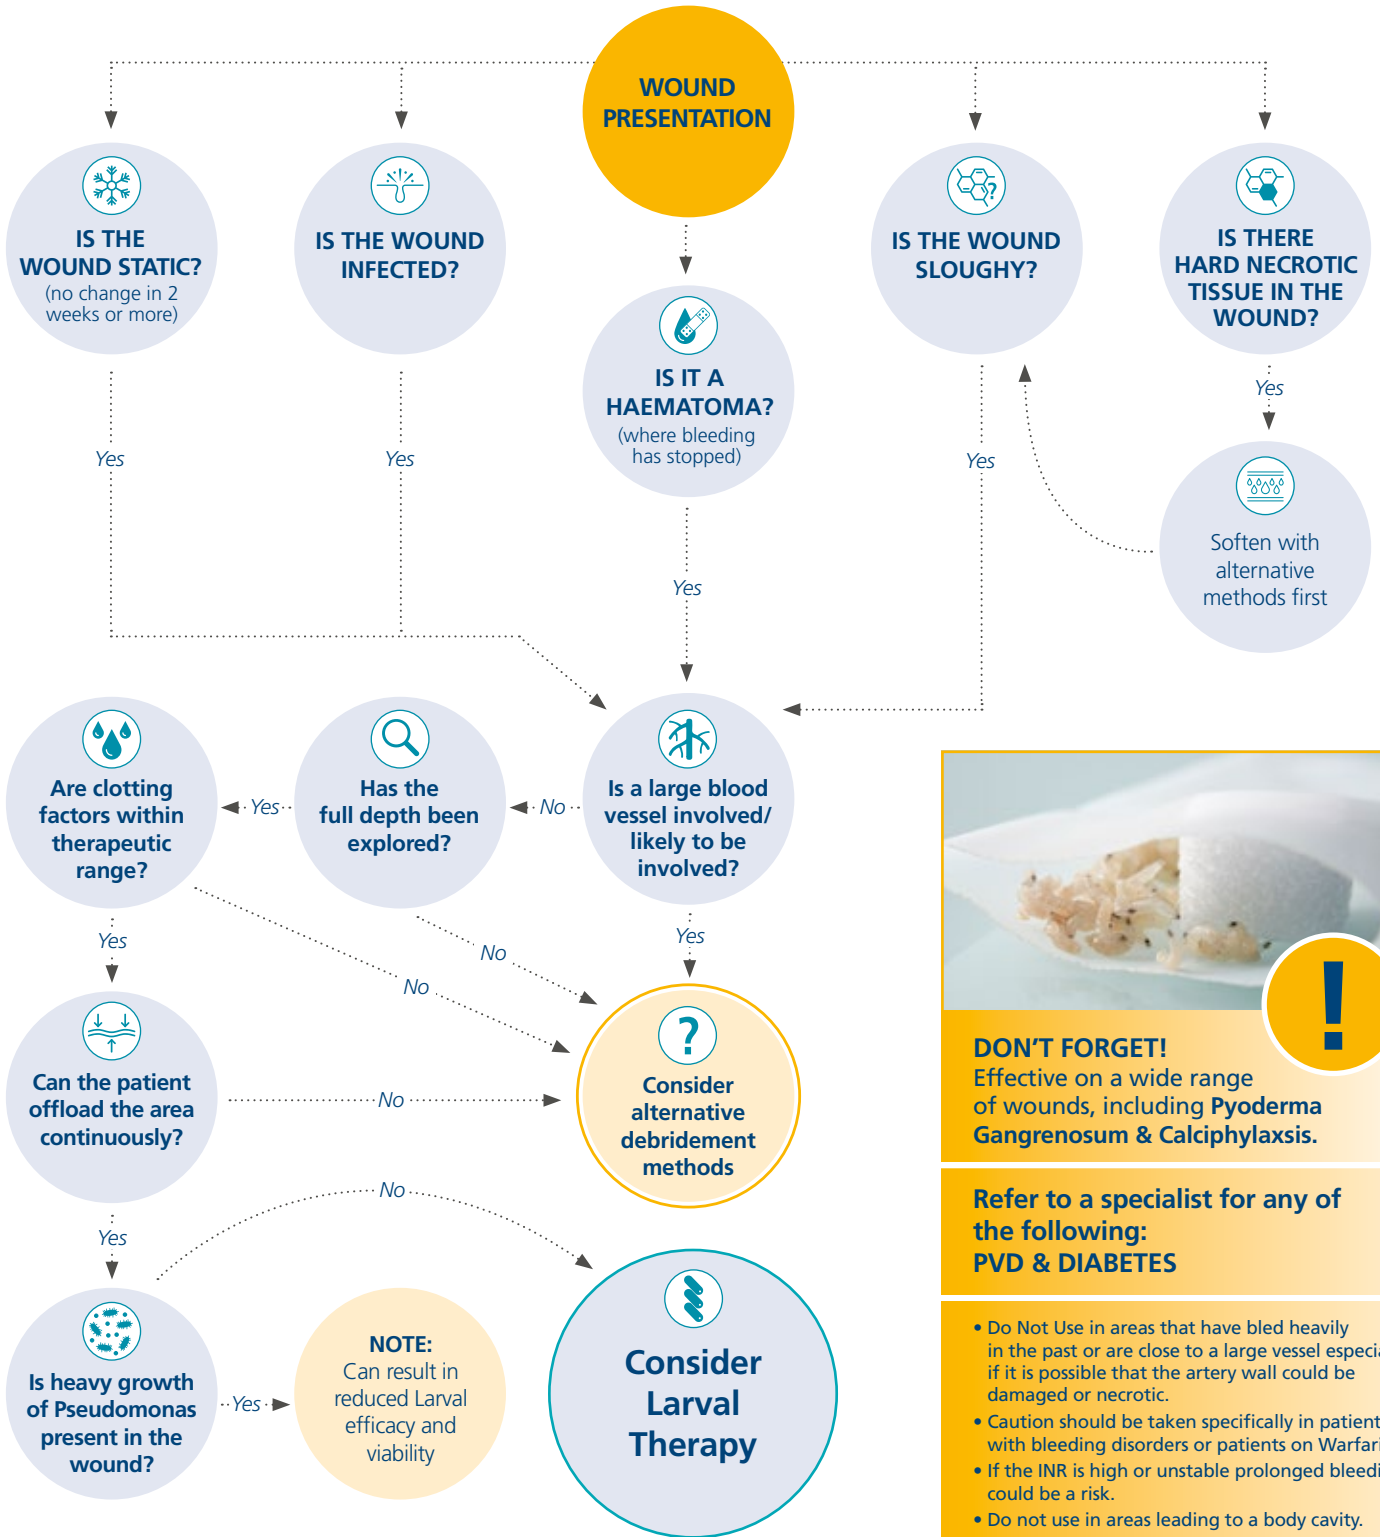 WOUND
PRESENTATION
IS THE
WOUND STATIC?
(no change in 2
weeks or more)
IS THE WOUND
INFECTED?
IS IT A
HAEMATOMA?
(where bleeding
has stopped)
IS THE WOUND
SLOUGHY?
?
IS THERE
HARD NECROTIC
TISSUE IN THE
WOUND?
Yes
Yes
Yes
Yes
Yes
Soften with
alternative
methods first
Is a large blood
vessel involved/
likely to be
involved?
No
Has the
full depth been
explored?
Yes
Are clotting
factors within
therapeutic
range?
Yes
No
No
Yes
Can the patient
offload the area
continuously?
No
?
Consider
alternative
debridement
methods
Yes
No
Is heavy growth
of Pseudomonas
present in the
wound?
Yes
NOTE:
Can result in
reduced Larval
efficacy and
viability
Consider
Larval
Therapy
!
DON'T FORGET!
Effective on a wide range
of wounds, including Pyoderma
Gangrenosum & Calciphylaxsis.
Refer to a specialist for any of
the following:
PVD & DIABETES
• Do Not Use in areas that have bled heavily
in the past or are close to a large vessel especia
if it is possible that the artery wall could be
damaged or necrotic.
• Caution should be taken specifically in patient
with bleeding disorders or patients on Warfari
• If the INR is high or unstable prolonged bleedi
could be a risk.
• Do not use in areas leading to a body cavity.